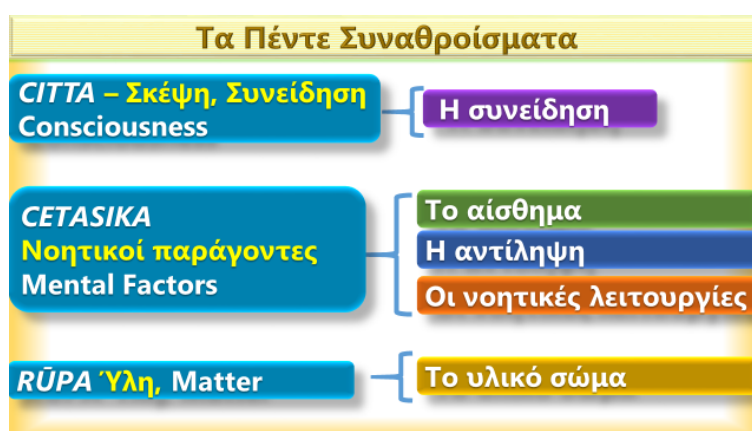 Τα Πέντε Συναθροίσματα
CITTA – Σκέψη, Συνείδηση
Consciousness
Η συνείδηση
CETASIKA
Νοητικοί παράγοντες
Mental Factors
Το αίσθημα
Η αντίληψη
Οι νοητικές λειτουργίες
RŪPA Ύλη, Matter
Το υλικό σώμα